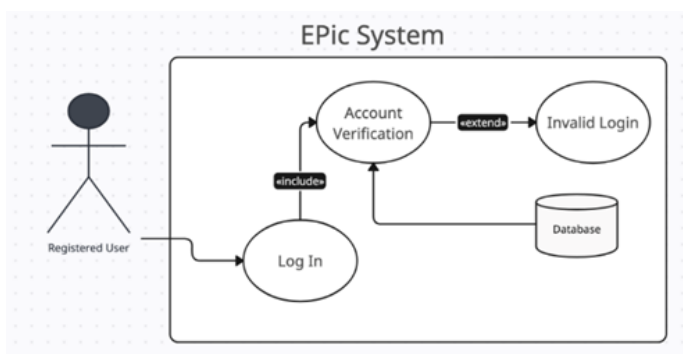 EPic System
Account
Verification
«extend»
Invalid Login
«include»
Database
Registered User
Log In